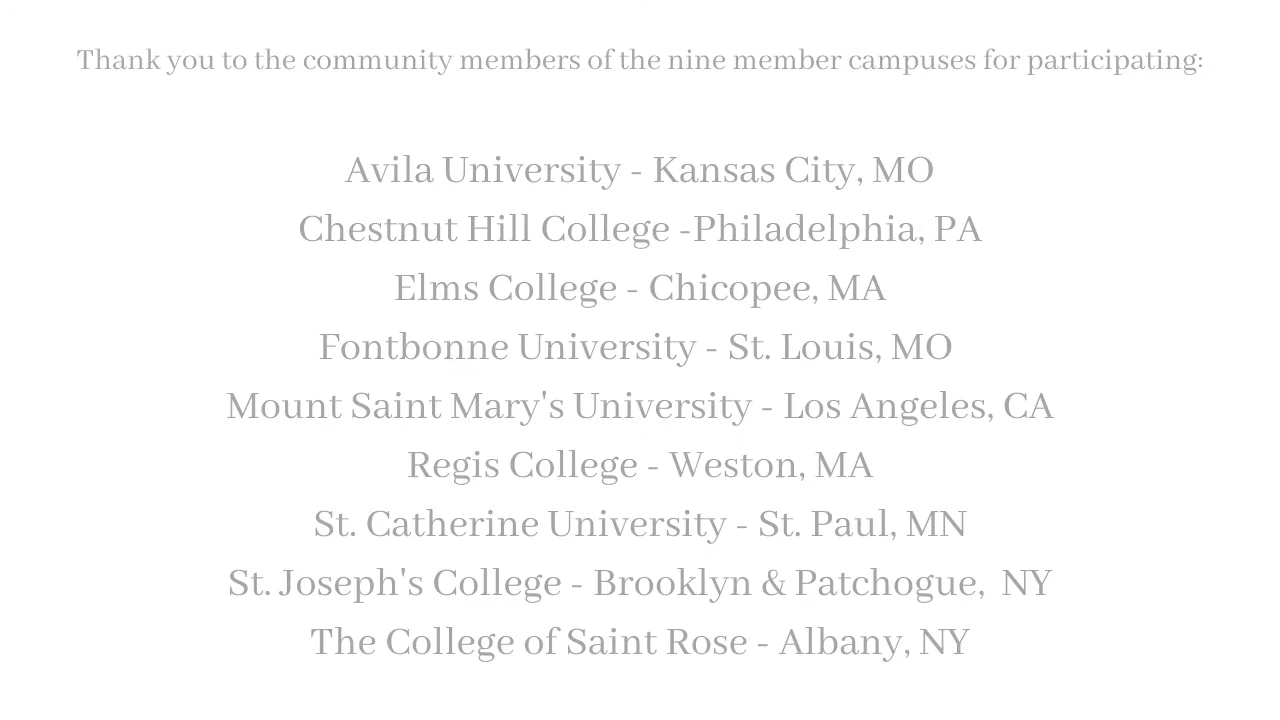 Thank you to the community members of the nine member campuses for participating:
Avila University - Kansas City, MO
Chestnut Hill College -Philadelphia, PA
Elms College - Chicopee, MA
Fontbonne University - St. Louis, MO
Mount Saint Mary's University - Los Angeles, CA
Regis College - Weston, MA
St. Catherine University - St. Paul, MN
St. Joseph's College - Brooklyn & Patchogue,  NY
The College of Saint Rose - Albany, NY